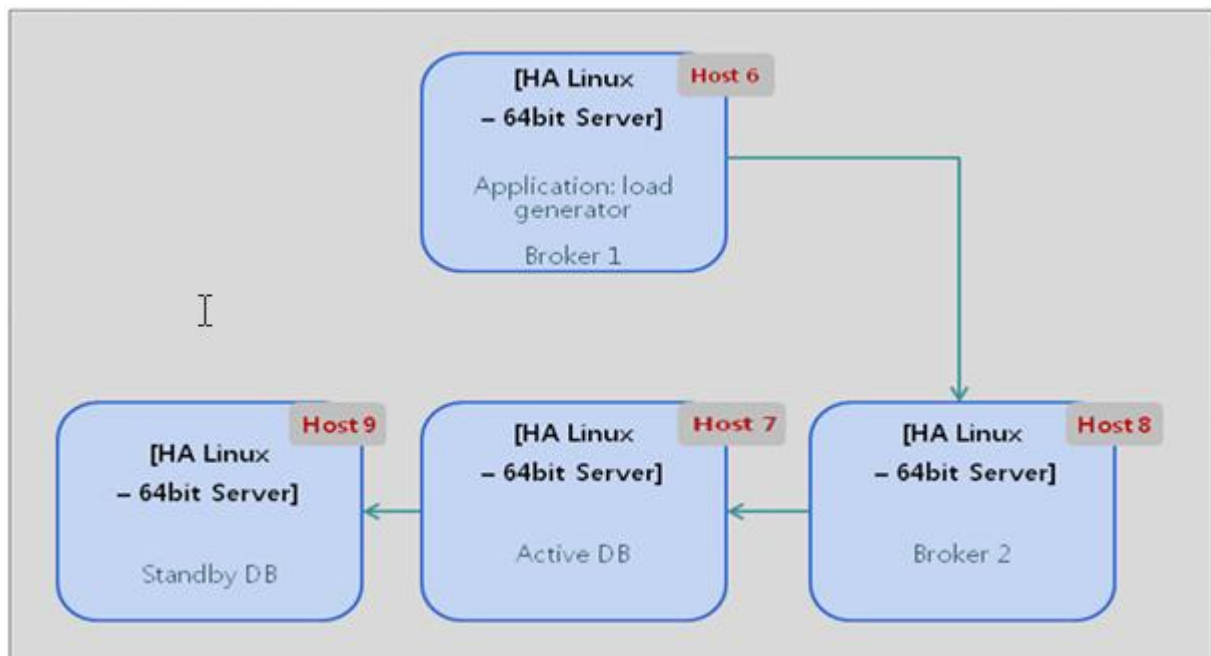 [HA Linux
– 64bit Server]
Host 6
Application: load
generator
Broker 1
[HA Linux
– 64bit Server]
Host 9
Standby DB
[HA Linux
– 64bit Server]
Host 7
Active DB
[HA Linux
– 64bit Server]
Host 8
Broker 2